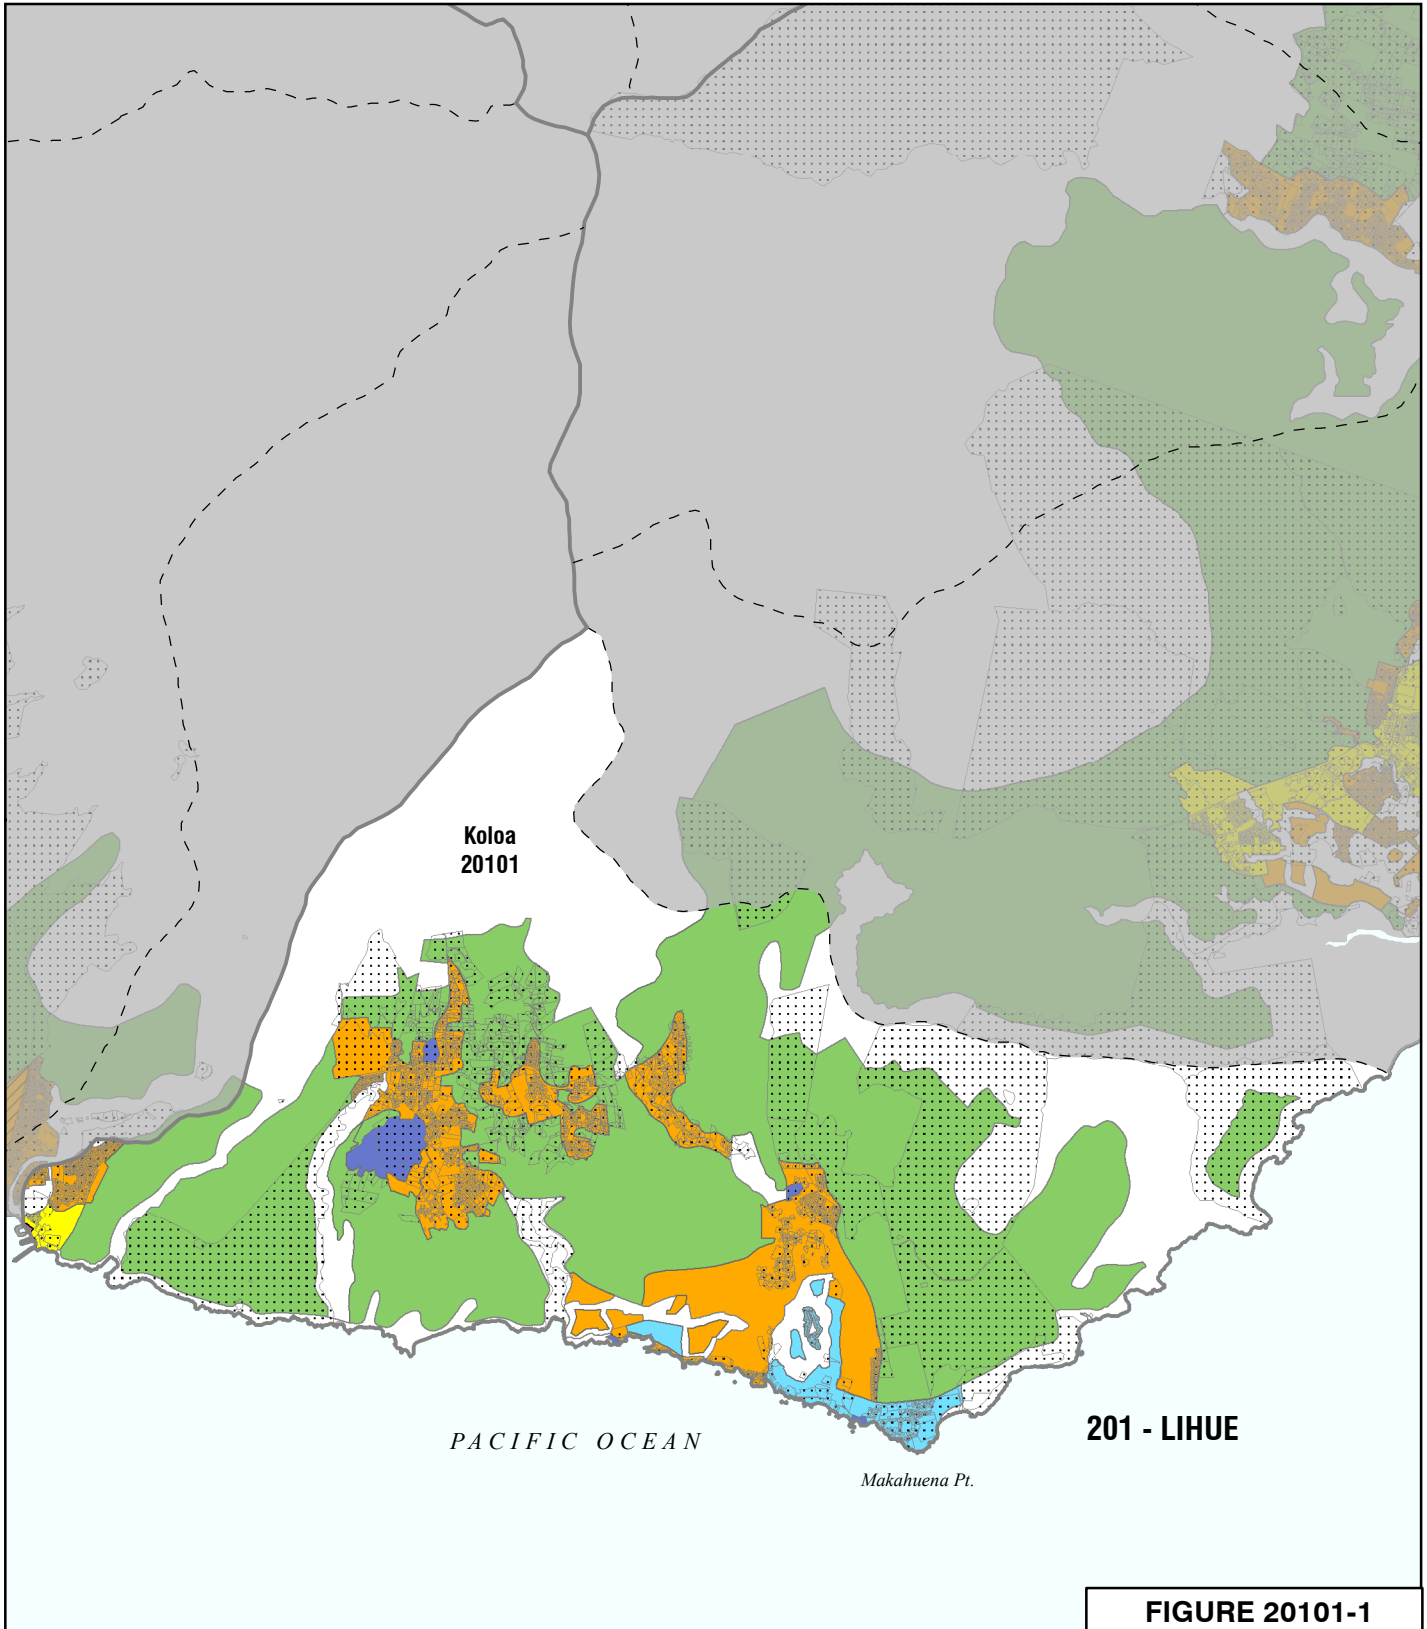 Koloa
20101
PACIFIC OCEAN
201 - LIHUE
Makahuena Pt.
FIGURE 20101-1